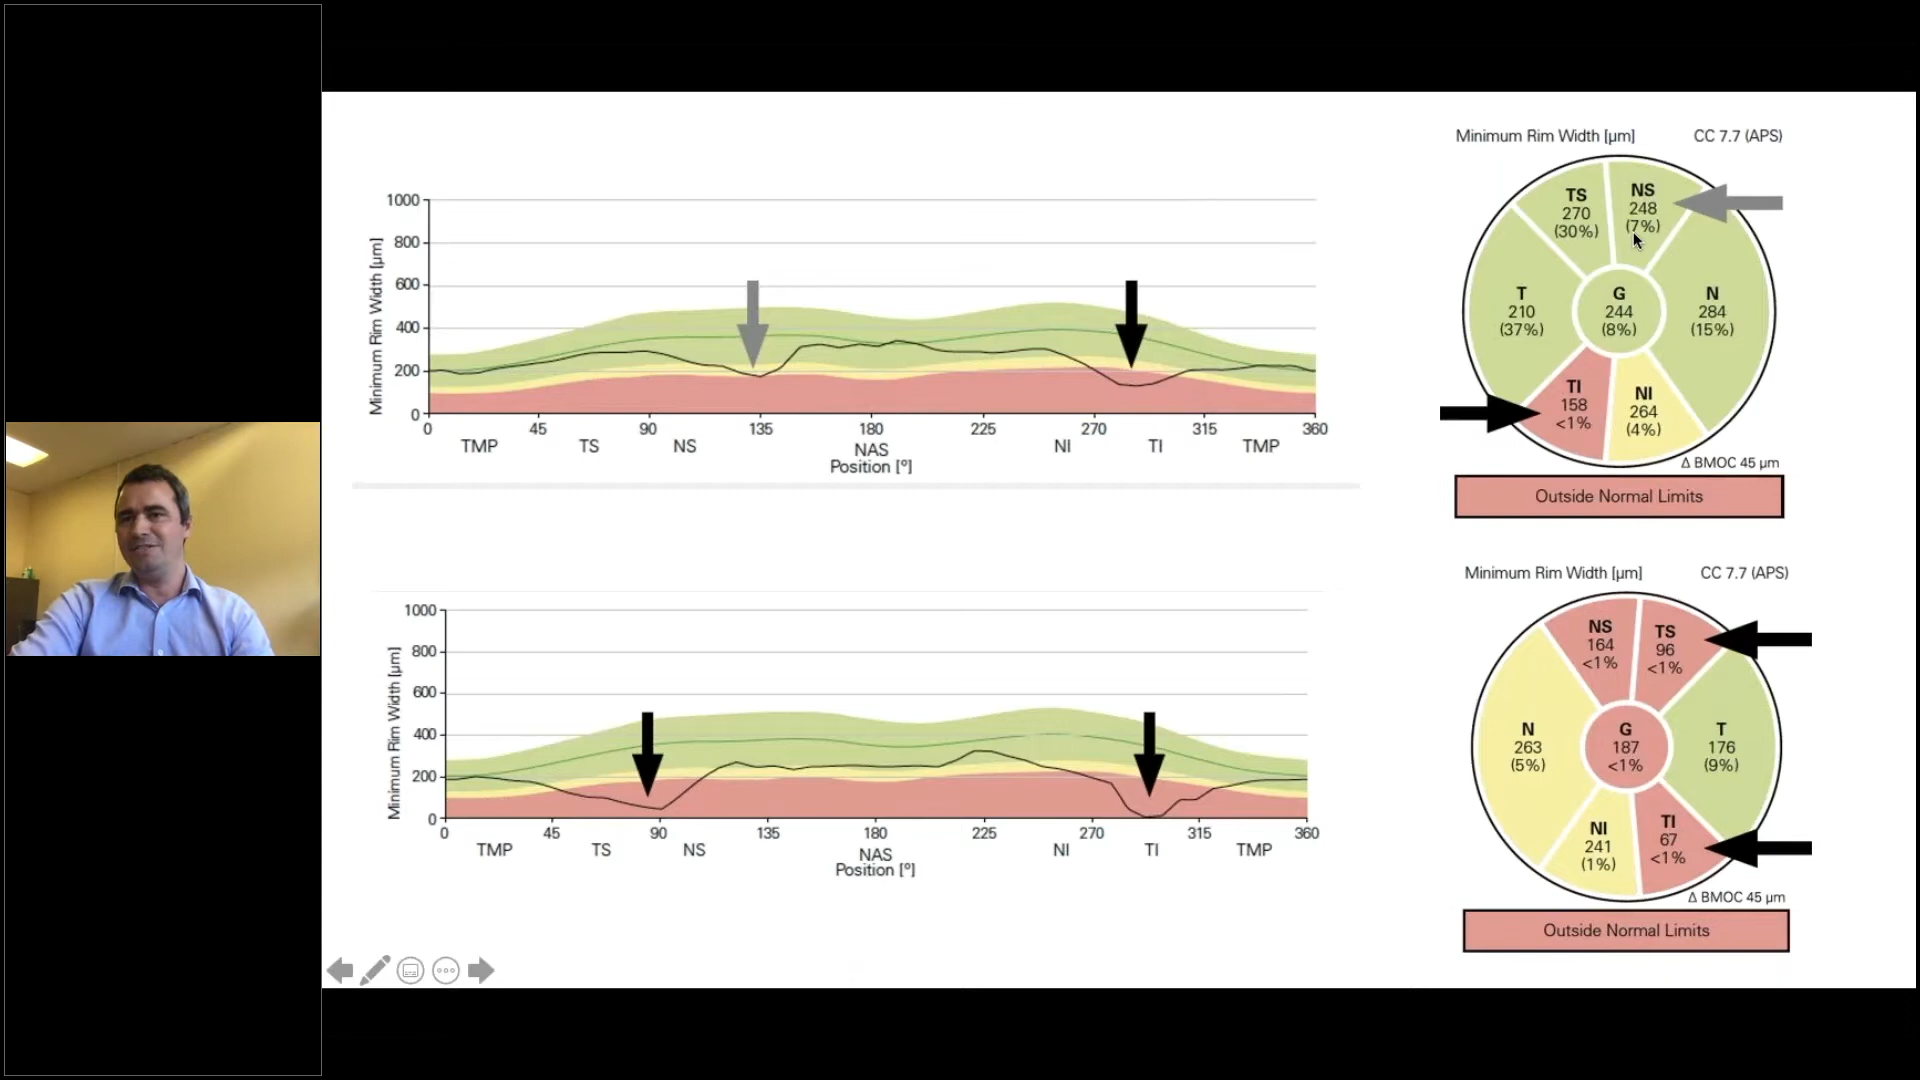 1000
800
600
400
200
0
Minimum Rim Width [µm]
0 45 90 135 180 225 270 315 360
TMP TS NS NAS NI TI TMP
Position [º]
Minimum Rim Width [µm] CC 7.7 (APS)
TS
270
(30%)
NS
248
(7%)
T
210
(37%)
G
244
(8%)
N
284
(15%)
TI
158
<1%
NI
264
(4%)
Δ BMOC 45 µm
Outside Normal Limits
1000
800
600
400
200
0
Minimum Rim Width [µm]
0 45 90 135 180 225 270 315 360
TMP TS NS NAS NI TI TMP
Position [º]
Minimum Rim Width [µm] CC 7.7 (APS)
NS
164
<1%
TS
96
<1%
N
263
(5%)
G
187
<1%
T
176
(9%)
NI
241
(1%)
TI
67
<1%
Δ BMOC 45 µm
Outside Normal Limits